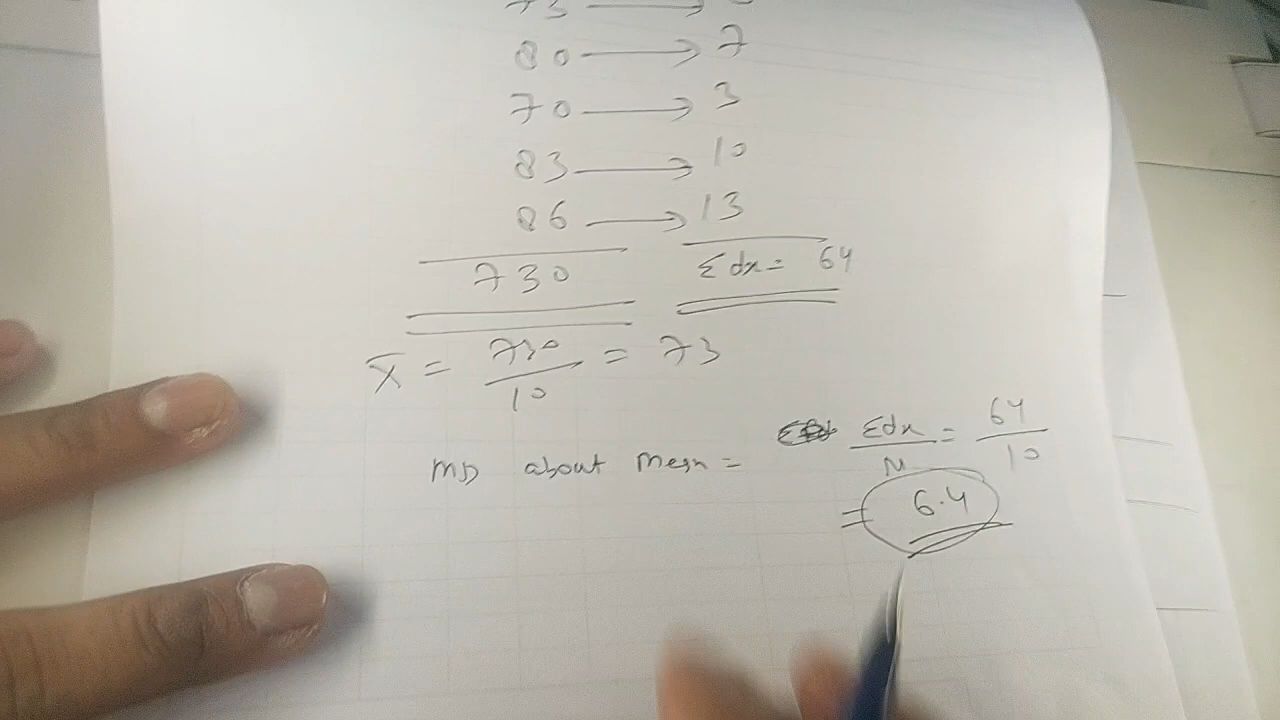 80 → 7
70 → 3
83 → 10
86 → 13
730 Σdx = 64
x̄ = 730/10 = 73
MD about Mean = Σdx/N = 64/10
= 6.4